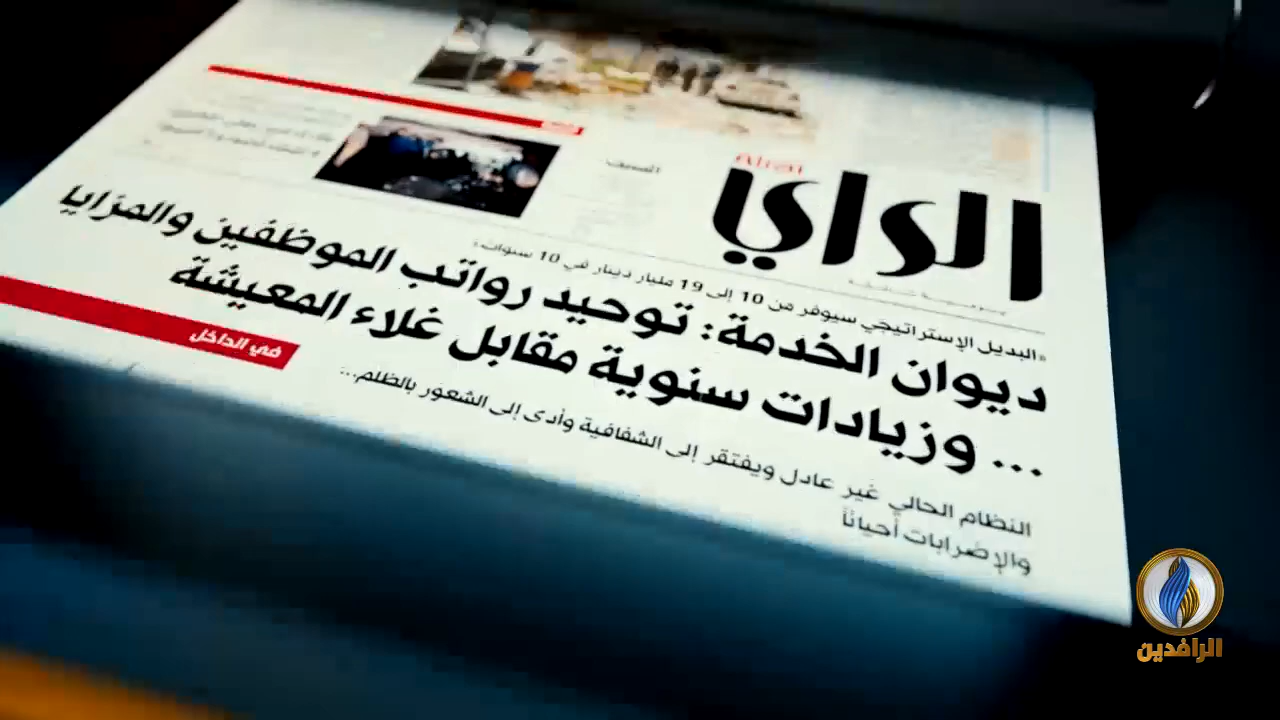 Alrai
الراي
السبت
«البديل الإستراتيجي سيوفر من 10 إلى 19 مليار دينار في 10 سنوات»
ديوان الخدمة: توحيد رواتب الموظفين والمزايا
... وزيادات سنوية مقابل غلاء المعيشة
النظام الحالي غير عادل ويفتقر إلى الشفافية وأدى إلى الشعور بالظلم...
والإضرابات أحياناً
في الداخل
الرافدين